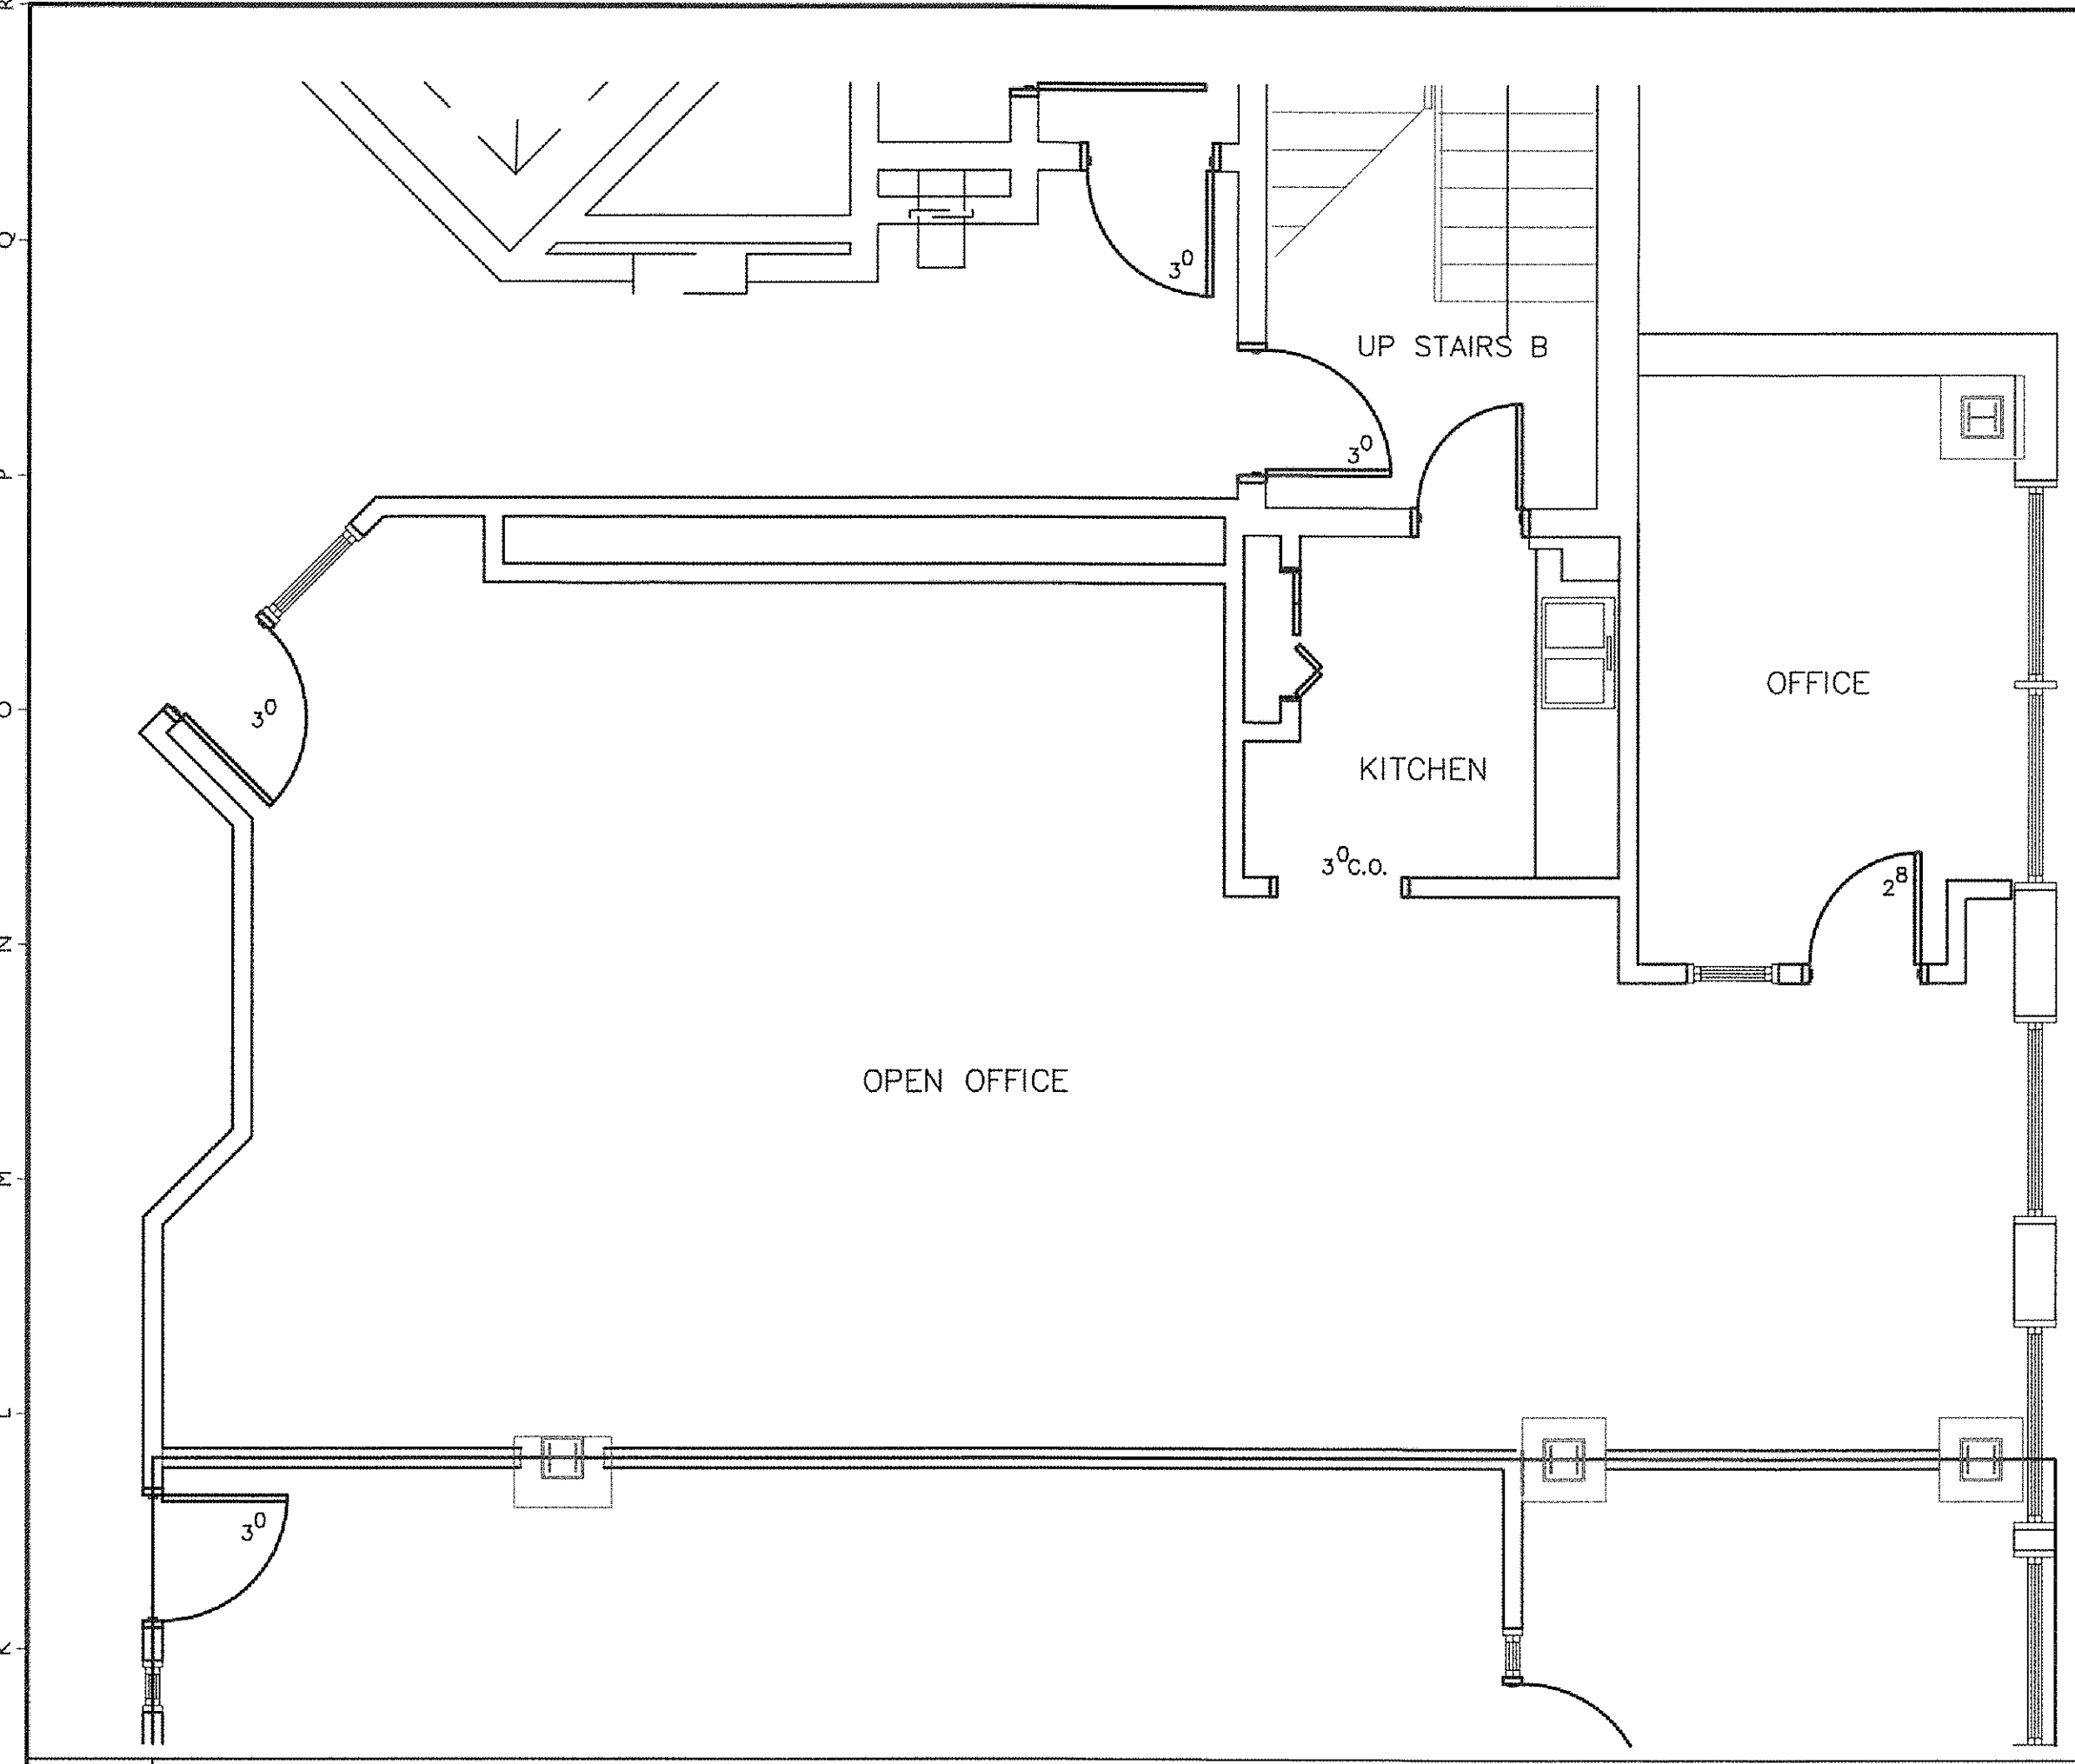 R
Q
3⁰
UP STAIRS B
3⁰
P
OFFICE
3⁰
O
KITCHEN
3⁰C.O.
2⁸
N
OPEN OFFICE
M
L
3⁰
K